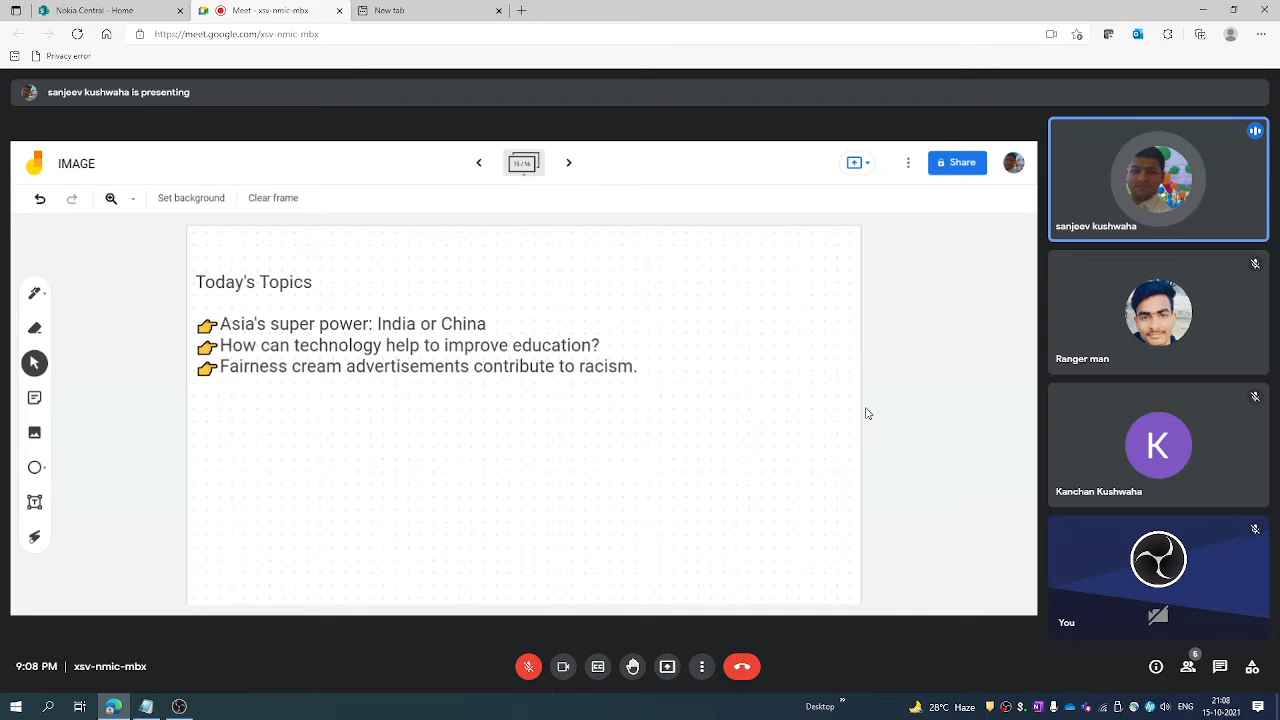 Nokia Central - Home
Meet - xsv-nmic-mbx
New tab
https://meet.google.com/xsv-nmic-mbx
Privacy error
sanjeev kushwaha is presenting
IMAGE
15 / 16
Share
Set background
Clear frame
Today's Topics
👉Asia's super power: India or China
👉How can technology help to improve education?
👉Fairness cream advertisements contribute to racism.
sanjeev kushwaha
Ranger man
K
Kanchan Kushwaha
You
9:08 PM | xsv-nmic-mbx
5
Desktop
28°C Haze
21:08
15-10-2021